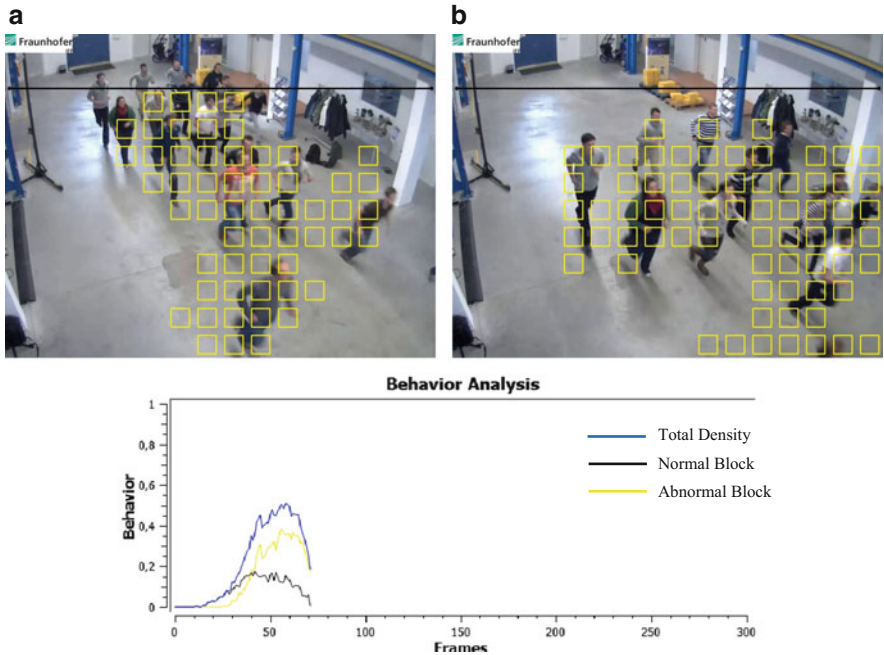 a
b
Fraunhofer
Fraunhofer
Behavior Analysis
Behavior
1
0,8
0,6
0,4
0,2
0
Total Density
Normal Block
Abnormal Block
0 50 100 150 200 250 300
Frames